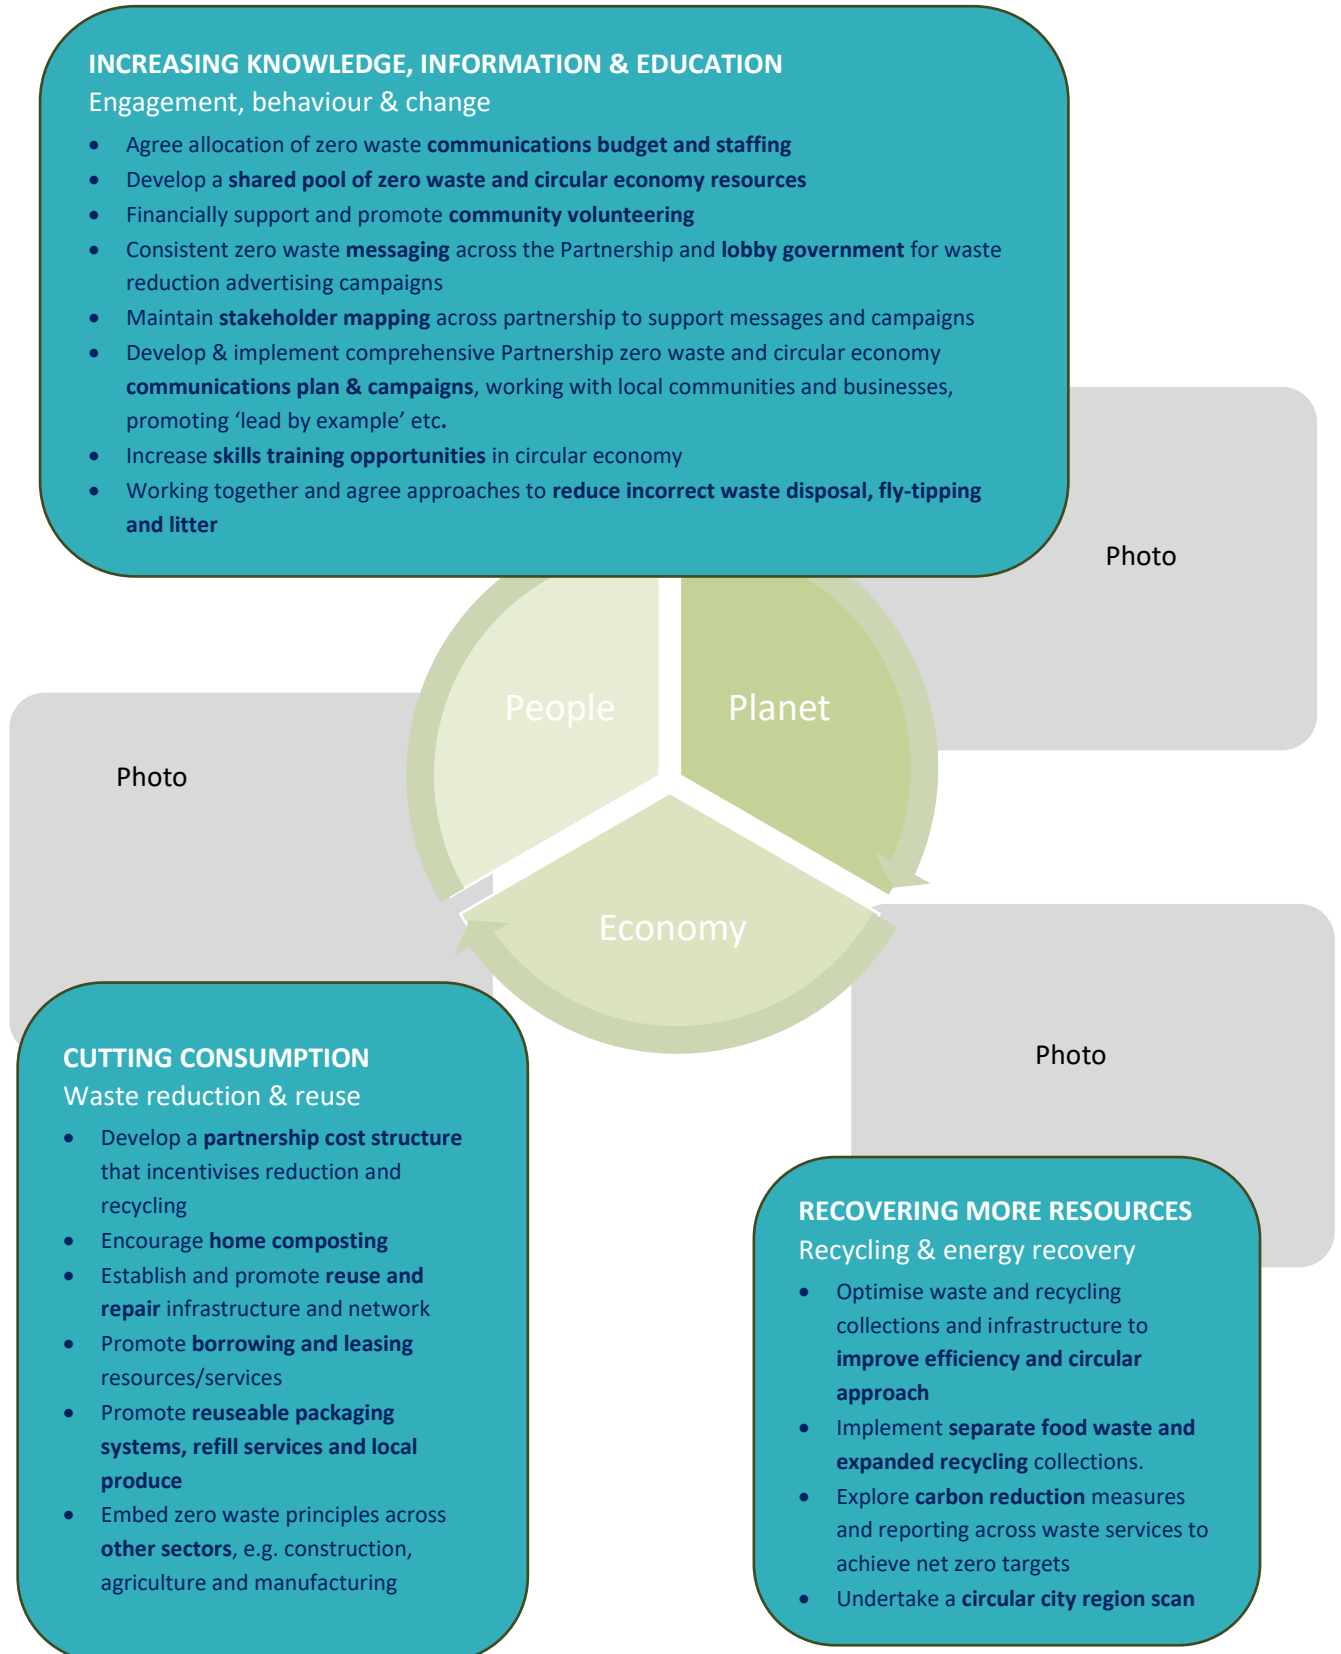 INCREASING KNOWLEDGE, INFORMATION & EDUCATION
Engagement, behaviour & change
• Agree allocation of zero waste communications budget and staffing
• Develop a shared pool of zero waste and circular economy resources
• Financially support and promote community volunteering
• Consistent zero waste messaging across the Partnership and lobby government for waste
reduction advertising campaigns
• Maintain stakeholder mapping across partnership to support messages and campaigns
• Develop & implement comprehensive Partnership zero waste and circular economy
communications plan & campaigns, working with local communities and businesses,
promoting ‘lead by example’ etc.
• Increase skills training opportunities in circular economy
• Working together and agree approaches to reduce incorrect waste disposal, fly-tipping
and litter
Photo
People
Planet
Photo
Economy
Photo
CUTTING CONSUMPTION
Waste reduction & reuse
• Develop a partnership cost structure
that incentivises reduction and
recycling
• Encourage home composting
• Establish and promote reuse and
repair infrastructure and network
• Promote borrowing and leasing
resources/services
• Promote reuseable packaging
systems, refill services and local
produce
• Embed zero waste principles across
other sectors, e.g. construction,
agriculture and manufacturing
RECOVERING MORE RESOURCES
Recycling & energy recovery
• Optimise waste and recycling
collections and infrastructure to
improve efficiency and circular
approach
• Implement separate food waste and
expanded recycling collections.
• Explore carbon reduction measures
and reporting across waste services to
achieve net zero targets
• Undertake a circular city region scan